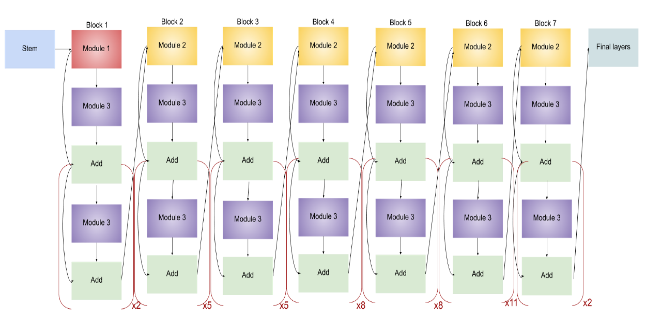 Block 1
Block 2
Block 3
Block 4
Block 5
Block 6
Block 7
Stem
Module 1
Module 2
Module 2
Module 2
Module 2
Module 2
Module 2
Final layers
Module 3
Module 3
Module 3
Module 3
Module 3
Module 3
Module 3
Add
Add
Add
Add
Add
Add
Add
Module 3
Module 3
Module 3
Module 3
Module 3
Module 3
Module 3
Add
Add
Add
Add
Add
Add
Add
x2
x5
x5
x8
x8
x11
x2